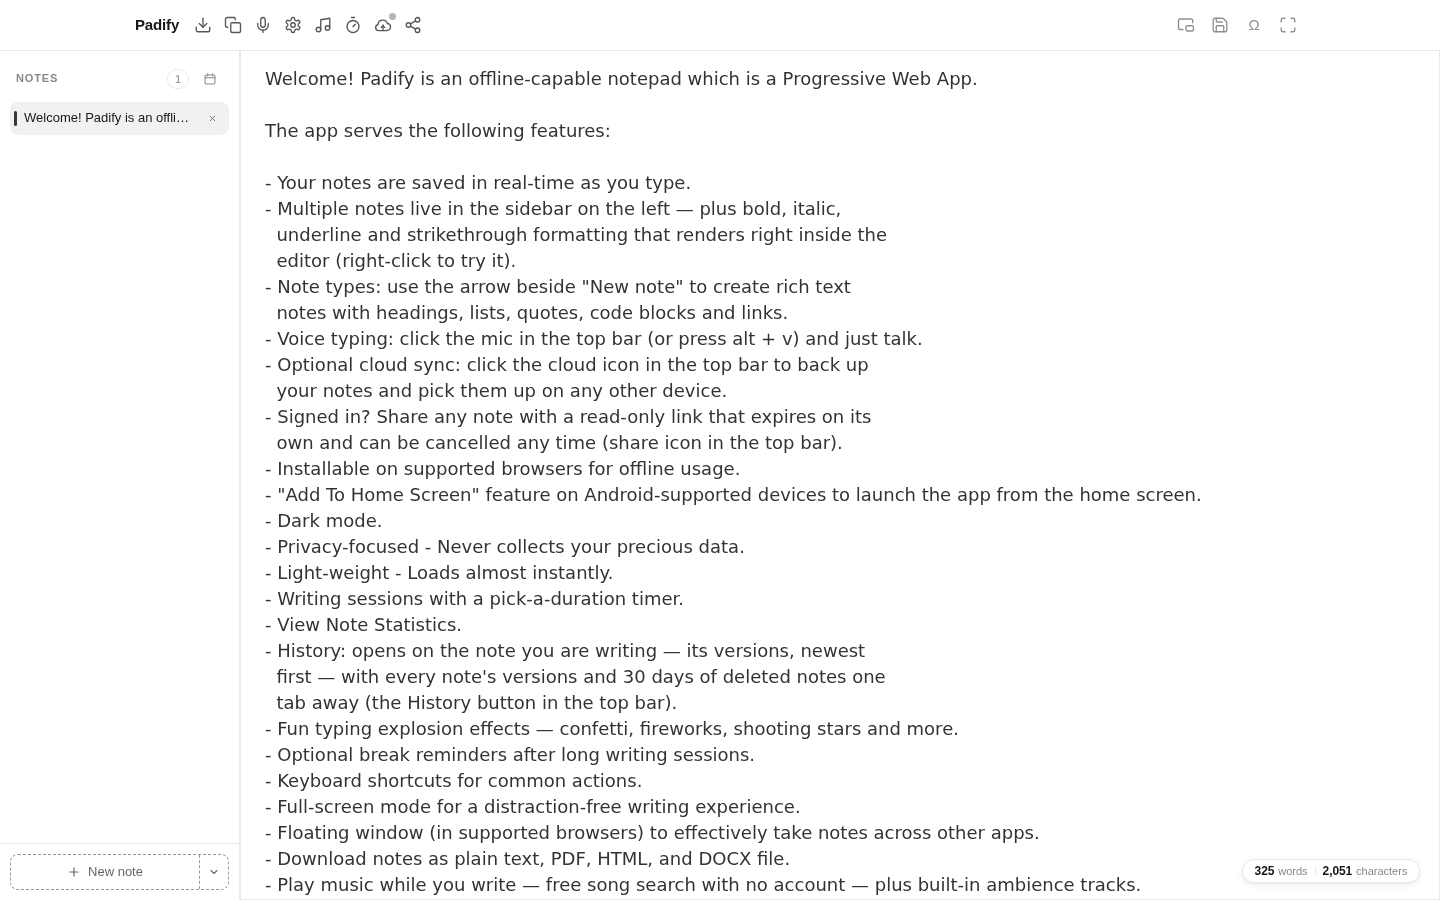 Padify
Ω
NOTES
1
Welcome! Padify is an offli…
New note
Welcome! Padify is an offline-capable notepad which is a Progressive Web App.
The app serves the following features:
- Your notes are saved in real-time as you type.
- Multiple notes live in the sidebar on the left — plus bold, italic,
underline and strikethrough formatting that renders right inside the
editor (right-click to try it).
- Note types: use the arrow beside "New note" to create rich text
notes with headings, lists, quotes, code blocks and links.
- Voice typing: click the mic in the top bar (or press alt + v) and just talk.
- Optional cloud sync: click the cloud icon in the top bar to back up
your notes and pick them up on any other device.
- Signed in? Share any note with a read-only link that expires on its
own and can be cancelled any time (share icon in the top bar).
- Installable on supported browsers for offline usage.
- "Add To Home Screen" feature on Android-supported devices to launch the app from the home screen.
- Dark mode.
- Privacy-focused - Never collects your precious data.
- Light-weight - Loads almost instantly.
- Writing sessions with a pick-a-duration timer.
- View Note Statistics.
- History: opens on the note you are writing — its versions, newest
first — with every note's versions and 30 days of deleted notes one
tab away (the History button in the top bar).
- Fun typing explosion effects — confetti, fireworks, shooting stars and more.
- Optional break reminders after long writing sessions.
- Keyboard shortcuts for common actions.
- Full-screen mode for a distraction-free writing experience.
- Floating window (in supported browsers) to effectively take notes across other apps.
- Download notes as plain text, PDF, HTML, and DOCX file.
- Play music while you write — free song search with no account — plus built-in ambience tracks.
325 words 2,051 characters